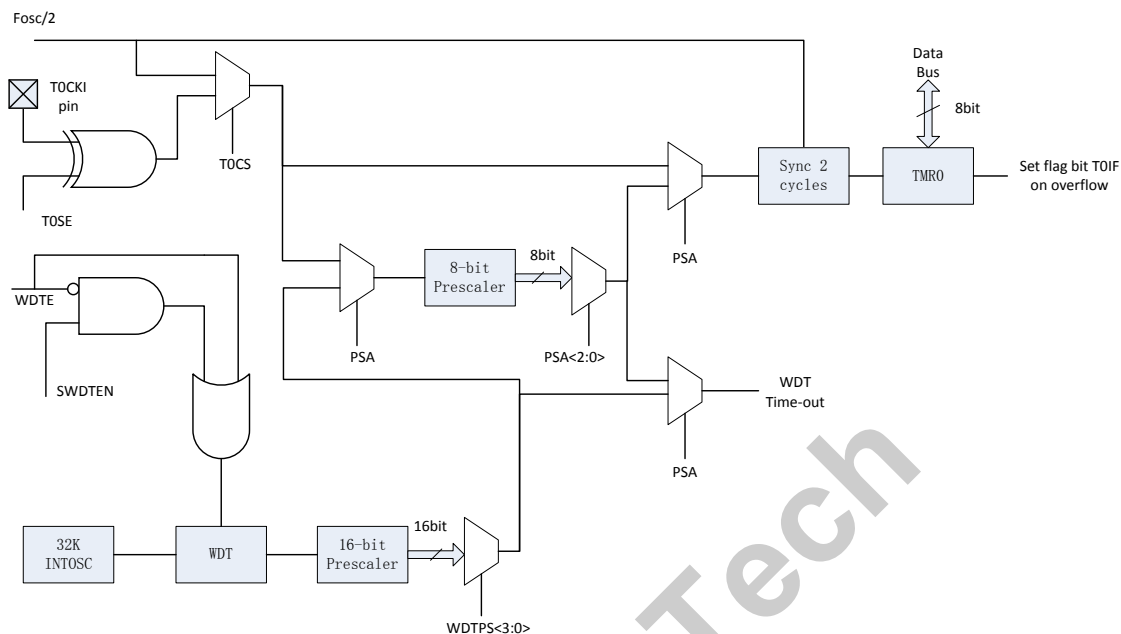 Fosc/2
T0CKI
pin
T0CS
T0SE
Data
Bus
8bit
Sync 2
cycles
TMR0
Set flag bit T0IF
on overflow
PSA
8-bit
Prescaler
8bit
PSA
PSA<2:0>
WDTE
SWDTEN
WDT
Time-out
PSA
32K
INTOSC
WDT
16-bit
Prescaler
16bit
WDTPS<3:0>
Tech